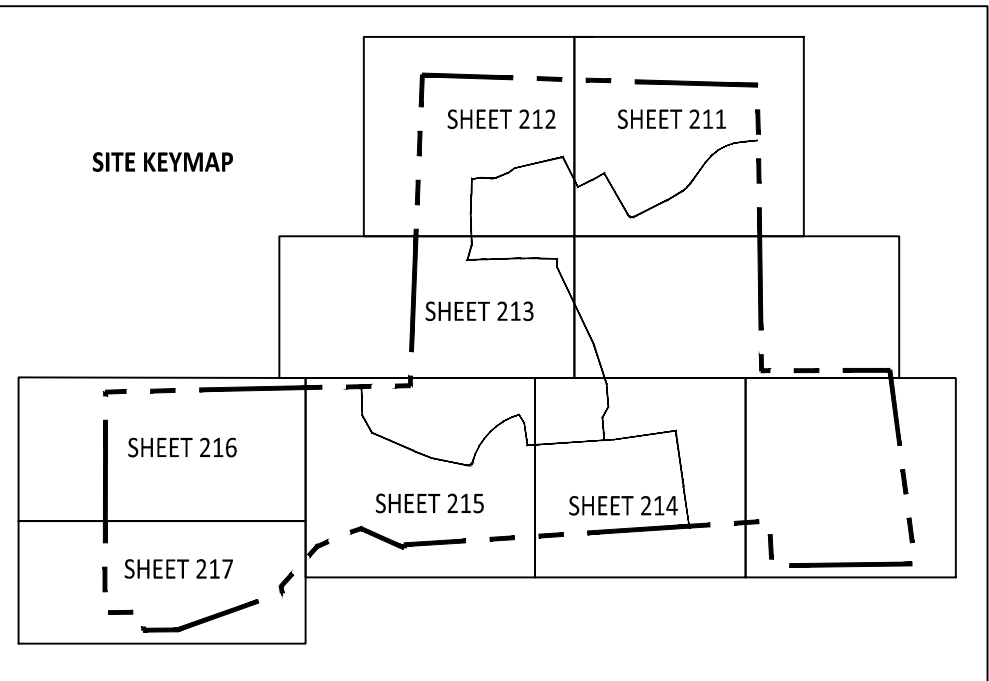 SHEET 212
SHEET 211
SITE KEYMAP
SHEET 213
SHEET 216
SHEET 215
SHEET 214
SHEET 217